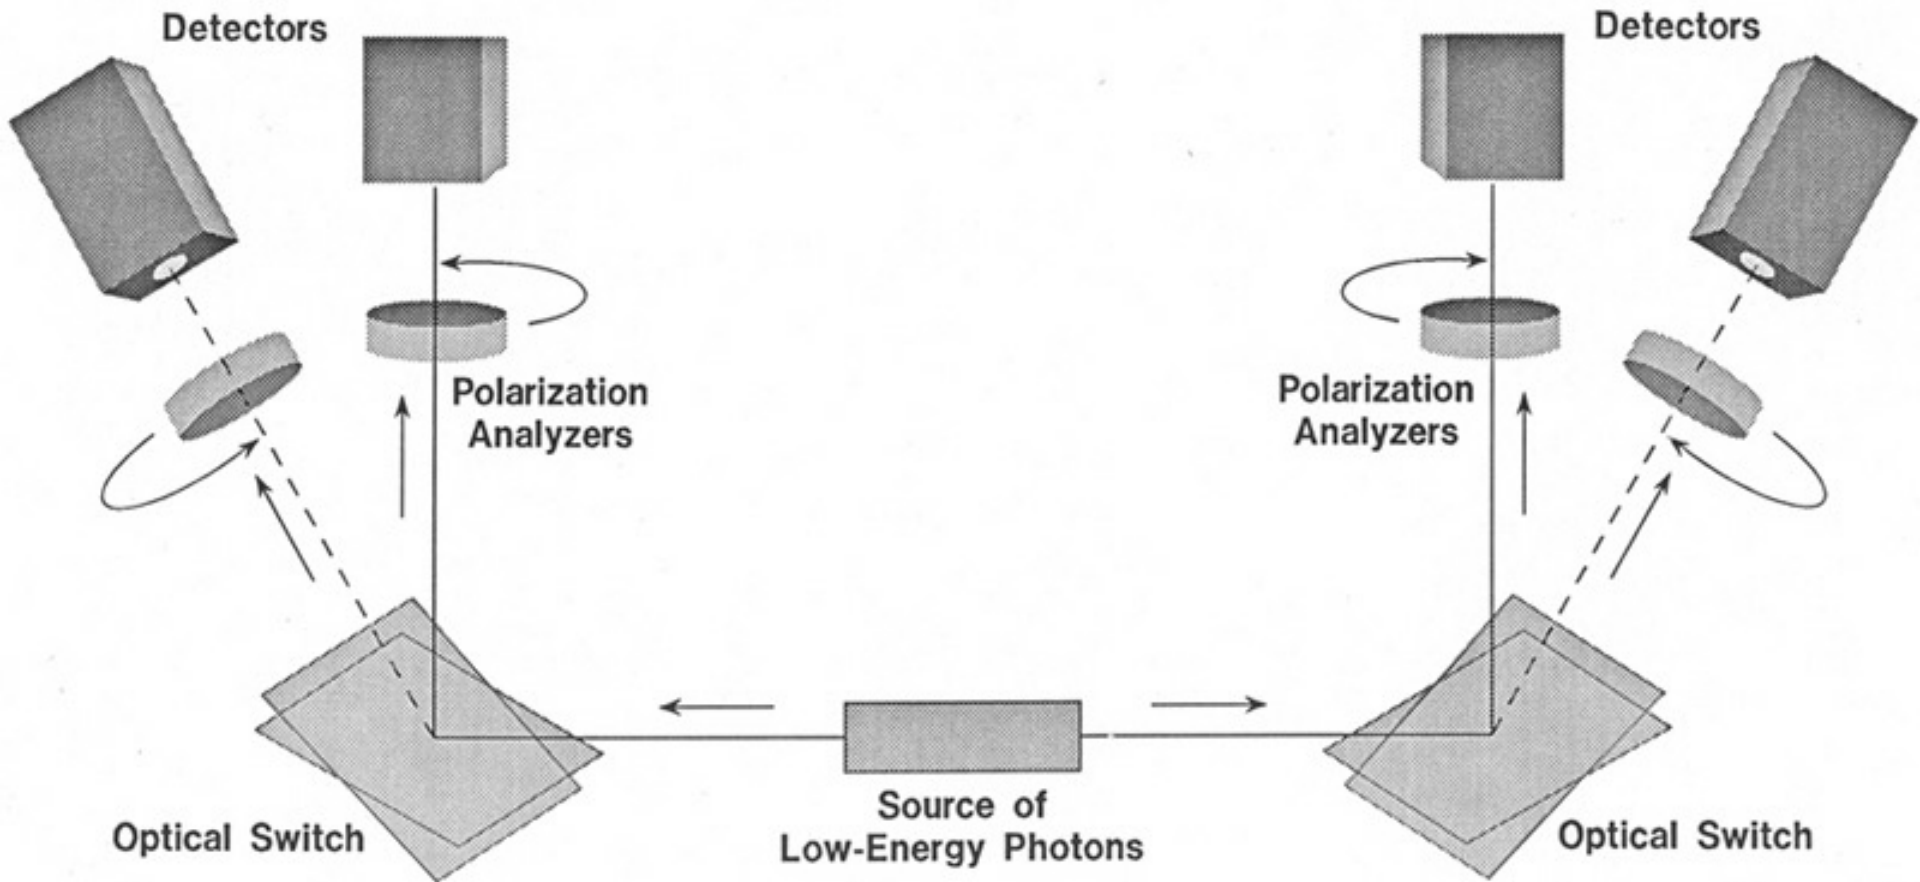 Detectors
Detectors
Polarization
Analyzers
Polarization
Analyzers
Source of
Low-Energy Photons
Optical Switch
Optical Switch